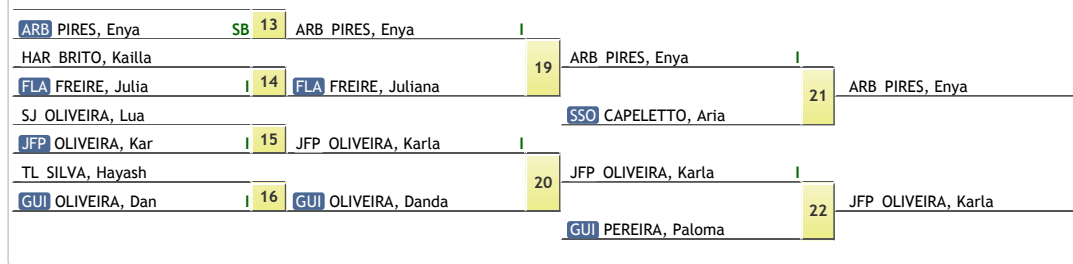 ARB PIRES, Enya SB 13 ARB PIRES, Enya I
HAR BRITO, Kailla 19 ARB PIRES, Enya I
FLA FREIRE, Julia I 14 FLA FREIRE, Juliana 21 ARB PIRES, Enya
SJ OLIVEIRA, Lua SSO CAPELETTO, Aria
JFP OLIVEIRA, Kar I 15 JFP OLIVEIRA, Karla I
TL SILVA, Hayash 20 JFP OLIVEIRA, Karla I
GUI OLIVEIRA, Dan I 16 GUI OLIVEIRA, Danda 22 JFP OLIVEIRA, Karla
GUI PEREIRA, Paloma